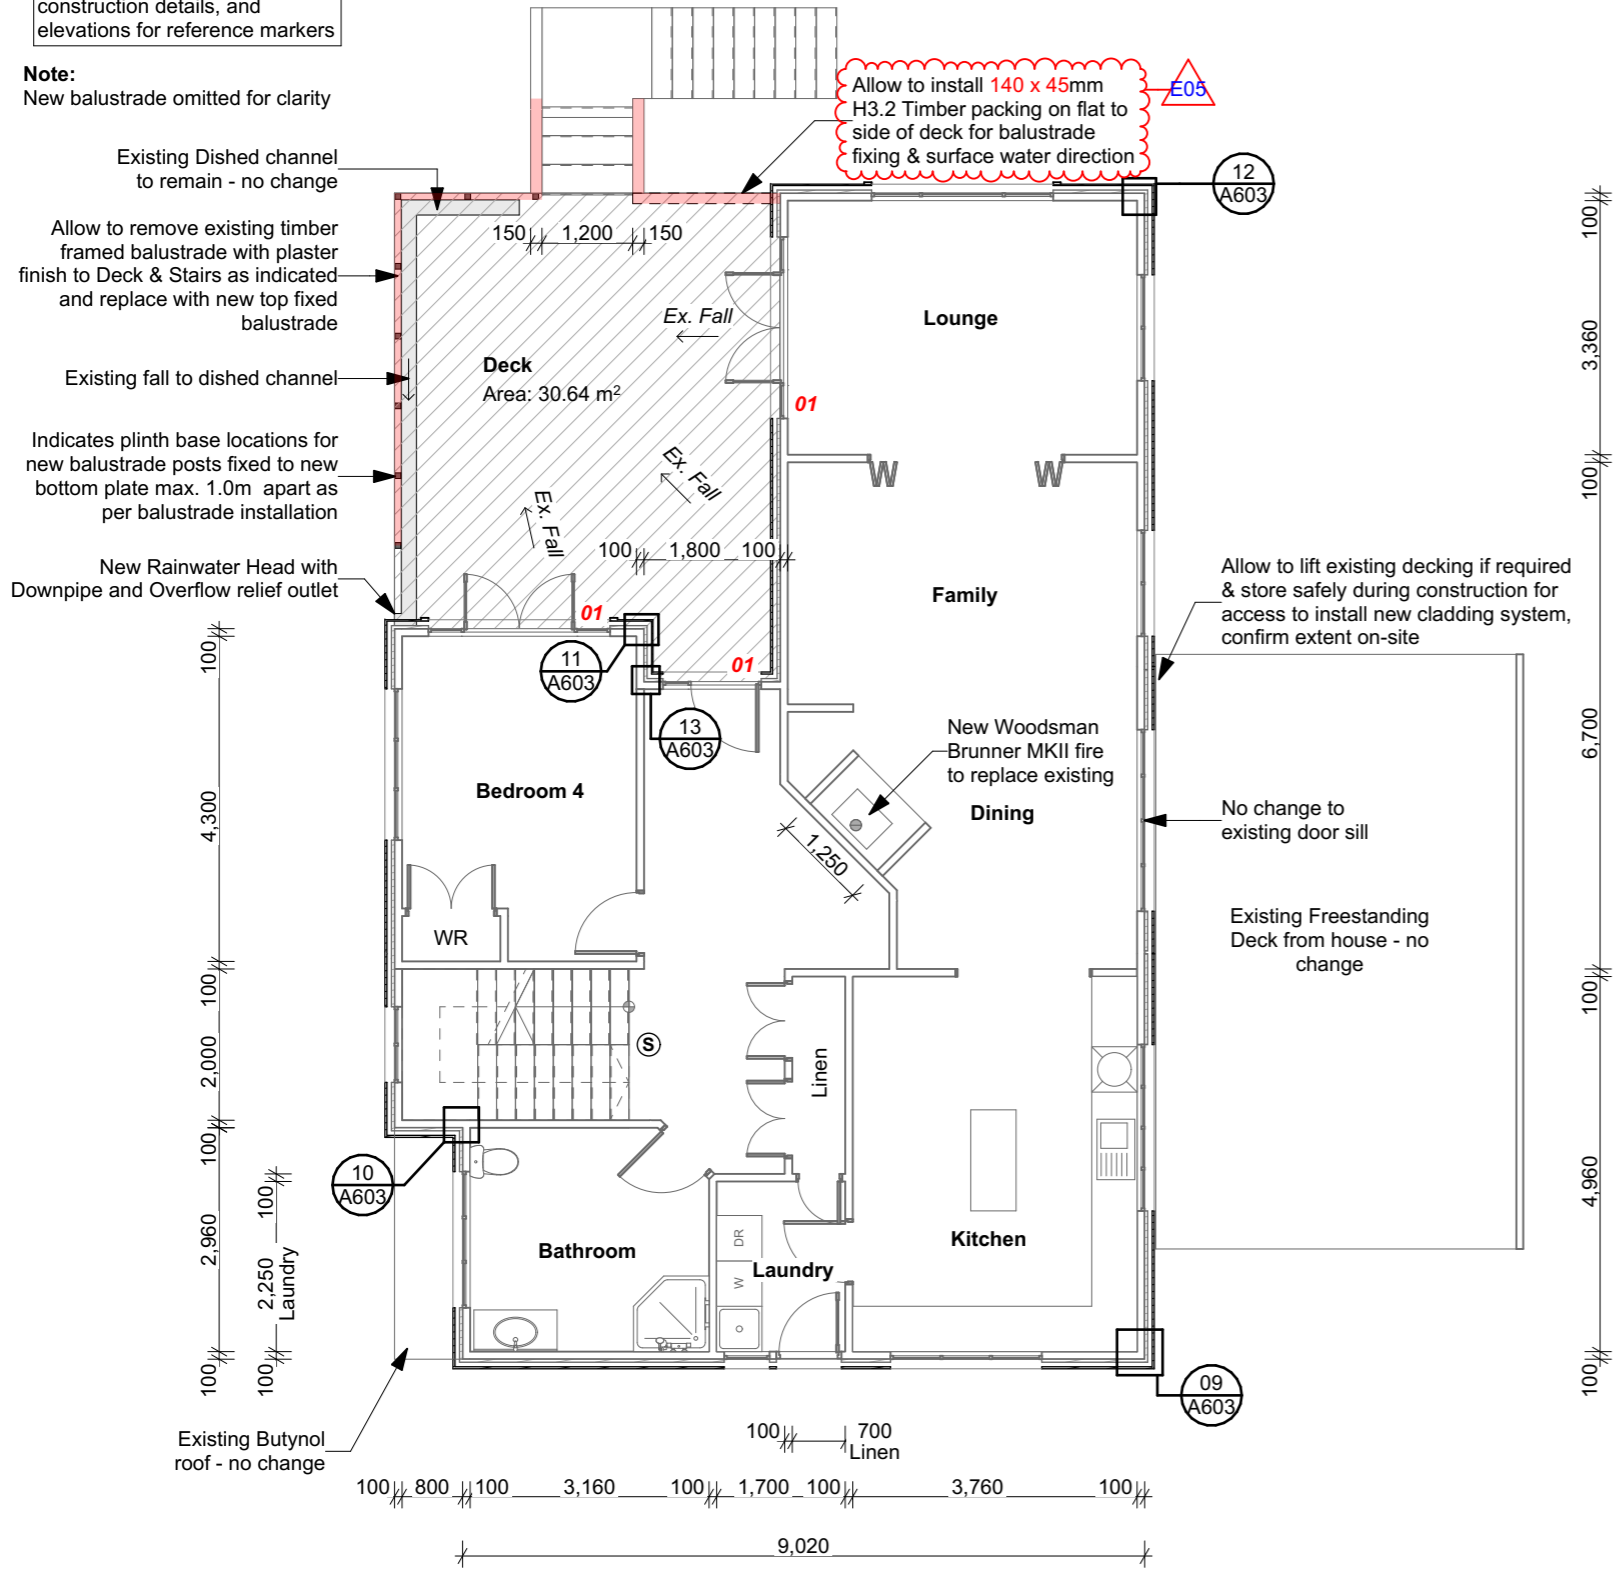 construction details, and
elevations for reference markers
Note:
New balustrade omitted for clarity
Existing Dished channel
to remain - no change
Allow to remove existing timber
framed balustrade with plaster
finish to Deck & Stairs as indicated
and replace with new top fixed
balustrade
Existing fall to dished channel
Indicates plinth base locations for
new balustrade posts fixed to new
bottom plate max. 1.0m apart as
per balustrade installation
New Rainwater Head with
Downpipe and Overflow relief outlet
Allow to install 140 x 45mm
H3.2 Timber packing on flat to
side of deck for balustrade
fixing & surface water direction
E05
12
A603
150 1,200 150
Ex. Fall
Lounge
Deck
Area: 30.64 m²
01
Ex. Fall
Ex. Fall
W
W
100 1,800 100
Family
01
01
11
A603
13
A603
Allow to lift existing decking if required
& store safely during construction for
access to install new cladding system,
confirm extent on-site
New Woodsman
Brunner MKII fire
to replace existing
Bedroom 4
Dining
1,250
No change to
existing door sill
Existing Freestanding
Deck from house - no
change
WR
S
Linen
10
A603
Bathroom
DR
W
Laundry
Kitchen
09
A603
Existing Butynol
roof - no change
100
4,300
100
2,000
100
2,960
100
100
2,250
Laundry
100
100
3,360
100
6,700
100
4,960
100
100 700
Linen
100 800 100 3,160 100 1,700 100 3,760 100
9,020